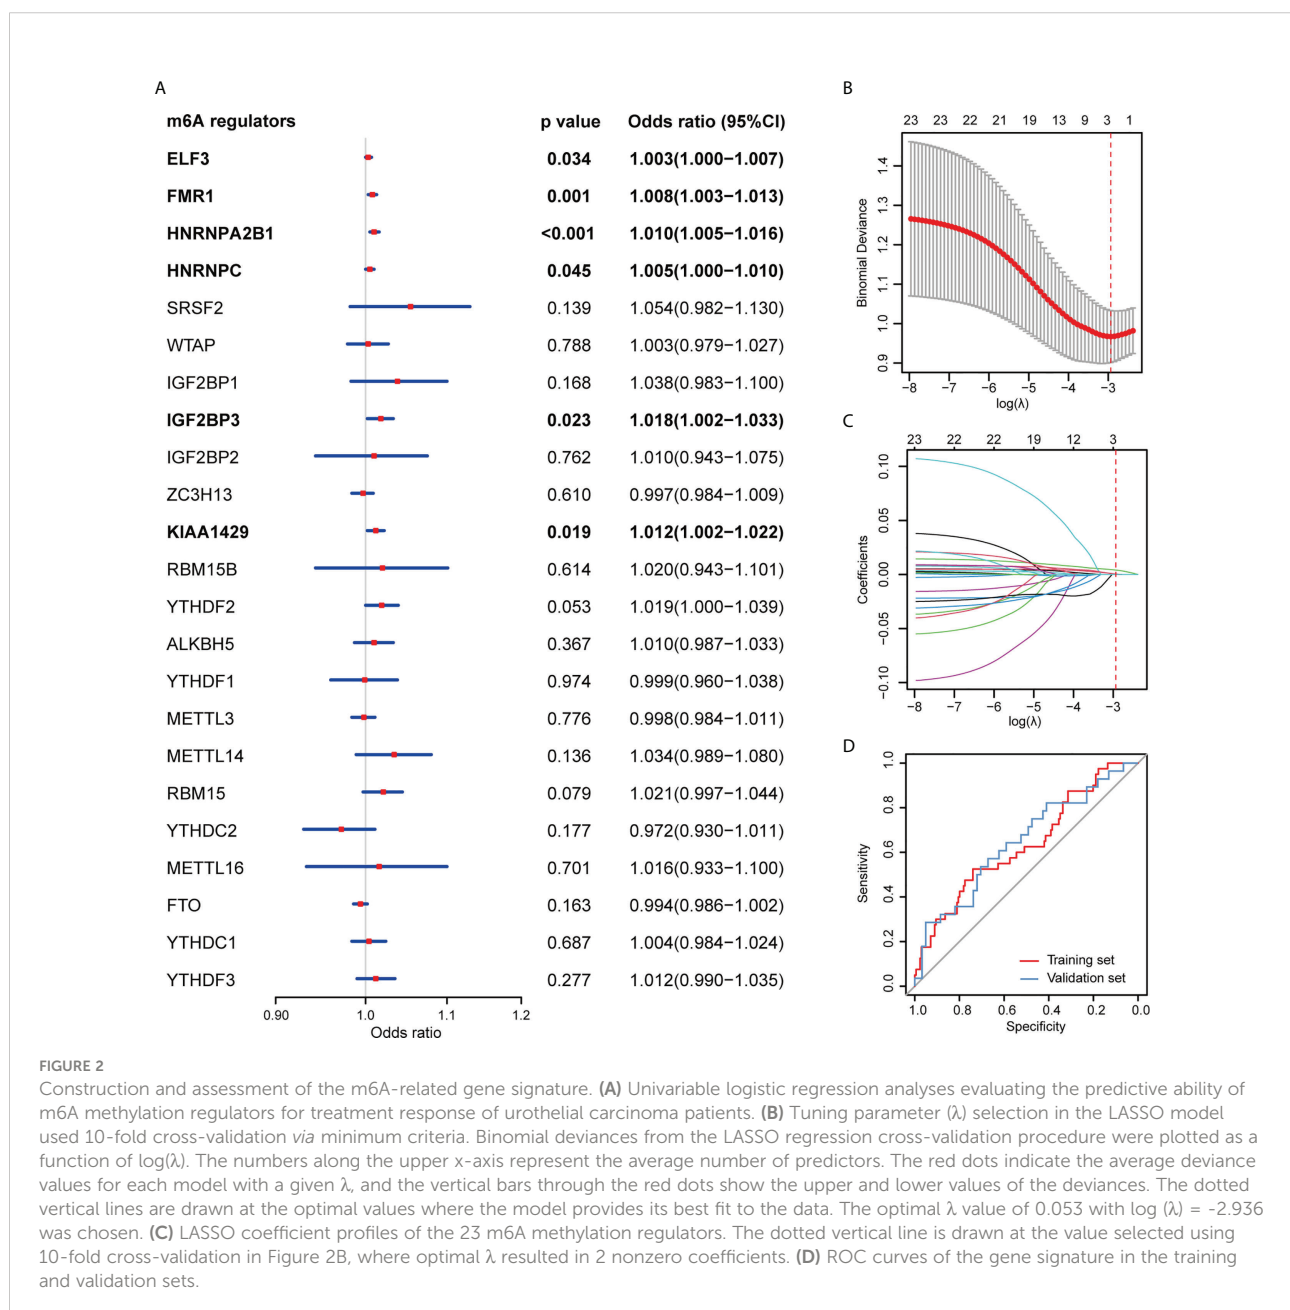 A
m6A regulators p value Odds ratio (95%CI)
ELF3 0.034 1.003(1.000−1.007)
FMR1 0.001 1.008(1.003−1.013)
HNRNPA2B1 <0.001 1.010(1.005−1.016)
HNRNPC 0.045 1.005(1.000−1.010)
SRSF2 0.139 1.054(0.982−1.130)
WTAP 0.788 1.003(0.979−1.027)
IGF2BP1 0.168 1.038(0.983−1.100)
IGF2BP3 0.023 1.018(1.002−1.033)
IGF2BP2 0.762 1.010(0.943−1.075)
ZC3H13 0.610 0.997(0.984−1.009)
KIAA1429 0.019 1.012(1.002−1.022)
RBM15B 0.614 1.020(0.943−1.101)
YTHDF2 0.053 1.019(1.000−1.039)
ALKBH5 0.367 1.010(0.987−1.033)
YTHDF1 0.974 0.999(0.960−1.038)
METTL3 0.776 0.998(0.984−1.011)
METTL14 0.136 1.034(0.989−1.080)
RBM15 0.079 1.021(0.997−1.044)
YTHDC2 0.177 0.972(0.930−1.011)
METTL16 0.701 1.016(0.933−1.100)
FTO 0.163 0.994(0.986−1.002)
YTHDC1 0.687 1.004(0.984−1.024)
YTHDF3 0.277 1.012(0.990−1.035)
0.90 1.0 1.1 1.2
Odds ratio
B
23 23 22 21 19 13 9 3 1
1.4
1.3
1.2
1.1
1.0
0.9
Binomial Deviance
−8 −7 −6 −5 −4 −3
log(λ)
C
23 22 22 19 12 3
0.10
0.05
0.00
−0.05
−0.10
Coefficients
−8 −7 −6 −5 −4 −3
log(λ)
D
1.0
0.8
0.6
0.4
0.2
0.0
Sensitivity
Training set
Validation set
1.0 0.8 0.6 0.4 0.2 0.0
Specificity
FIGURE 2
Construction and assessment of the m6A-related gene signature. (A) Univariable logistic regression analyses evaluating the predictive ability of
m6A methylation regulators for treatment response of urothelial carcinoma patients. (B) Tuning parameter (λ) selection in the LASSO model
used 10-fold cross-validation via minimum criteria. Binomial deviances from the LASSO regression cross-validation procedure were plotted as a
function of log(λ). The numbers along the upper x-axis represent the average number of predictors. The red dots indicate the average deviance
values for each model with a given λ, and the vertical bars through the red dots show the upper and lower values of the deviances. The dotted
vertical lines are drawn at the optimal values where the model provides its best fit to the data. The optimal λ value of 0.053 with log (λ) = -2.936
was chosen. (C) LASSO coefficient profiles of the 23 m6A methylation regulators. The dotted vertical line is drawn at the value selected using
10-fold cross-validation in Figure 2B, where optimal λ resulted in 2 nonzero coefficients. (D) ROC curves of the gene signature in the training
and validation sets.